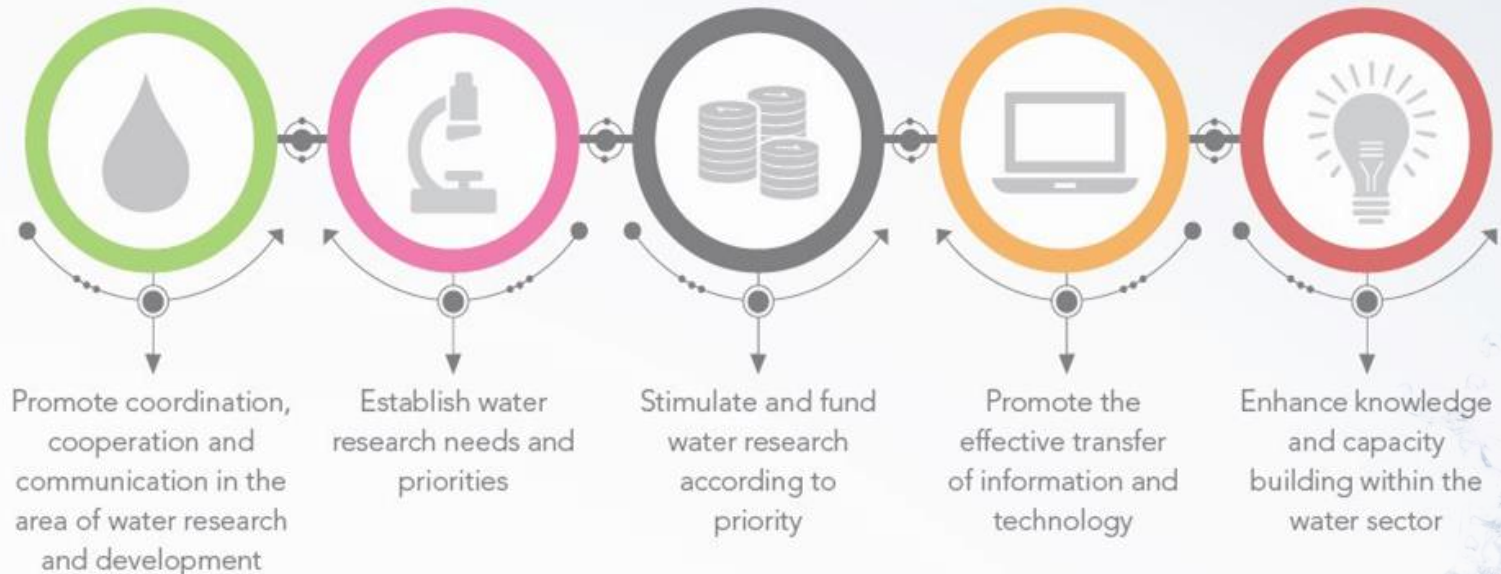 Promote coordination,
cooperation and
communication in the
area of water research
and development
Establish water
research needs and
priorities
Stimulate and fund
water research
according to
priority
Promote the
effective transfer
of information and
technology
Enhance knowledge
and capacity
building within the
water sector